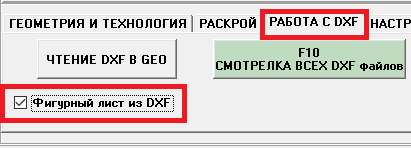 ГЕОМЕТРИЯ И ТЕХНОЛОГИЯ РАСКРОЙ РАБОТА С DXF НАСТР
ЧТЕНИЕ DXF В GEO
F10
СМОТРЕЛКА ВСЕХ DXF файлов
Фигурный лист из DXF